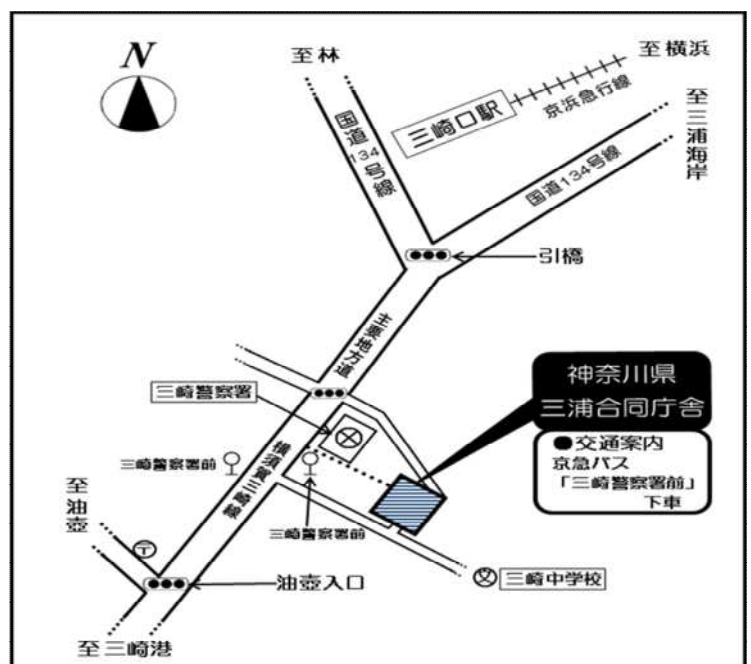 N
至林
至横浜
京浜急行線
三崎口駅
至三浦海岸
国道134号線
国道134号線
引橋
主要地方道
三崎警察署
神奈川県
三浦合同庁舎
●交通案内
京急バス
「三崎警察署前」
下車
三崎警察署前
横須賀三崎線
三崎警察署前
至油壺
〒
文
三崎中学校
油壺入口
至三崎港